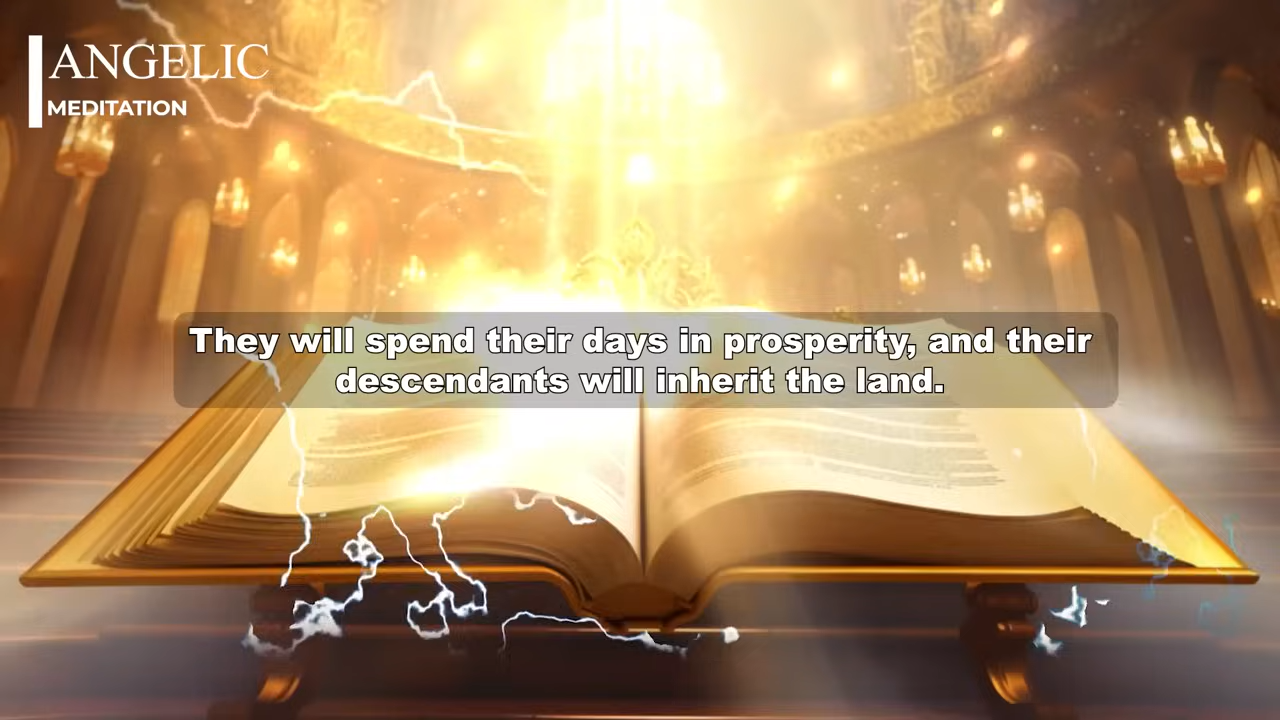 ANGELIC
MEDITATION
They will spend their days in prosperity, and their
descendants will inherit the land.